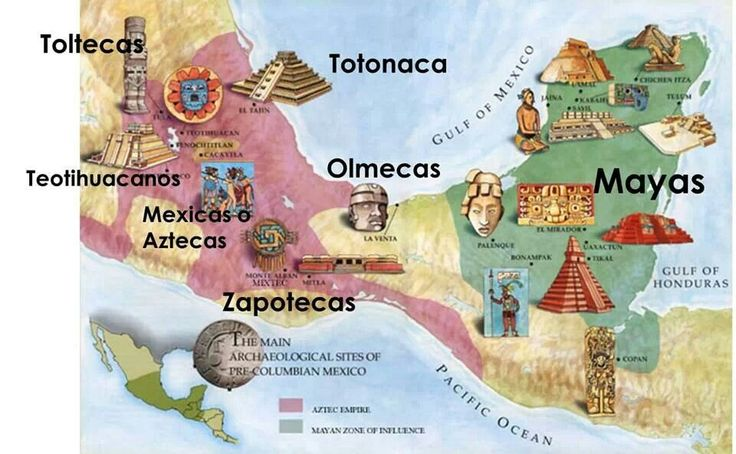 Toltecas
Totonaca
Olmecas
Mayas
Teotihuacanos
Mexicas o
Aztecas
Zapotecas
GULF OF MEXICO
TULA
EL TAJIN
TEOTIHUACAN
TENOCHTITLAN
CACAXTLA
MONTE ALBAN
MIXTEC
MITLA
LA VENTA
UXMAL
CHICHEN ITZA
JAINA
KABAH
SAYIL
TULUM
PALENQUE
EL MIRADOR
UAXACTUN
TIKAL
BONAMPAK
GULF OF
HONDURAS
COPAN
PACIFIC OCEAN
THE MAIN
ARCHAEOLOGICAL SITES OF
PRE-COLUMBIAN MEXICO
AZTEC EMPIRE
MAYAN ZONE OF INFLUENCE